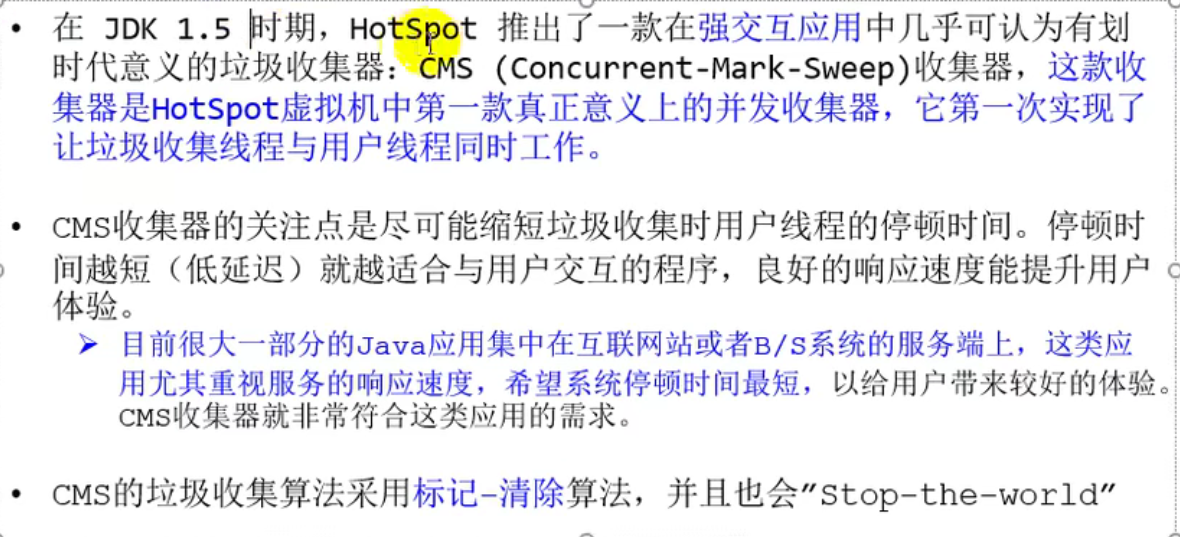 • 在 JDK 1.5 时期，HotSpot 推出了一款在强交互应用中几乎可认为有划
时代意义的垃圾收集器：CMS (Concurrent-Mark-Sweep)收集器，这款收
集器是HotSpot虚拟机中第一款真正意义上的并发收集器，它第一次实现了
让垃圾收集线程与用户线程同时工作。
• CMS收集器的关注点是尽可能缩短垃圾收集时用户线程的停顿时间。停顿时
间越短（低延迟）就越适合与用户交互的程序，良好的响应速度能提升用户
体验。
➢ 目前很大一部分的Java应用集中在互联网站或者B/S系统的服务端上，这类应
用尤其重视服务的响应速度，希望系统停顿时间最短，以给用户带来较好的体验。
CMS收集器就非常符合这类应用的需求。
• CMS的垃圾收集算法采用标记-清除算法，并且也会"Stop-the-world"